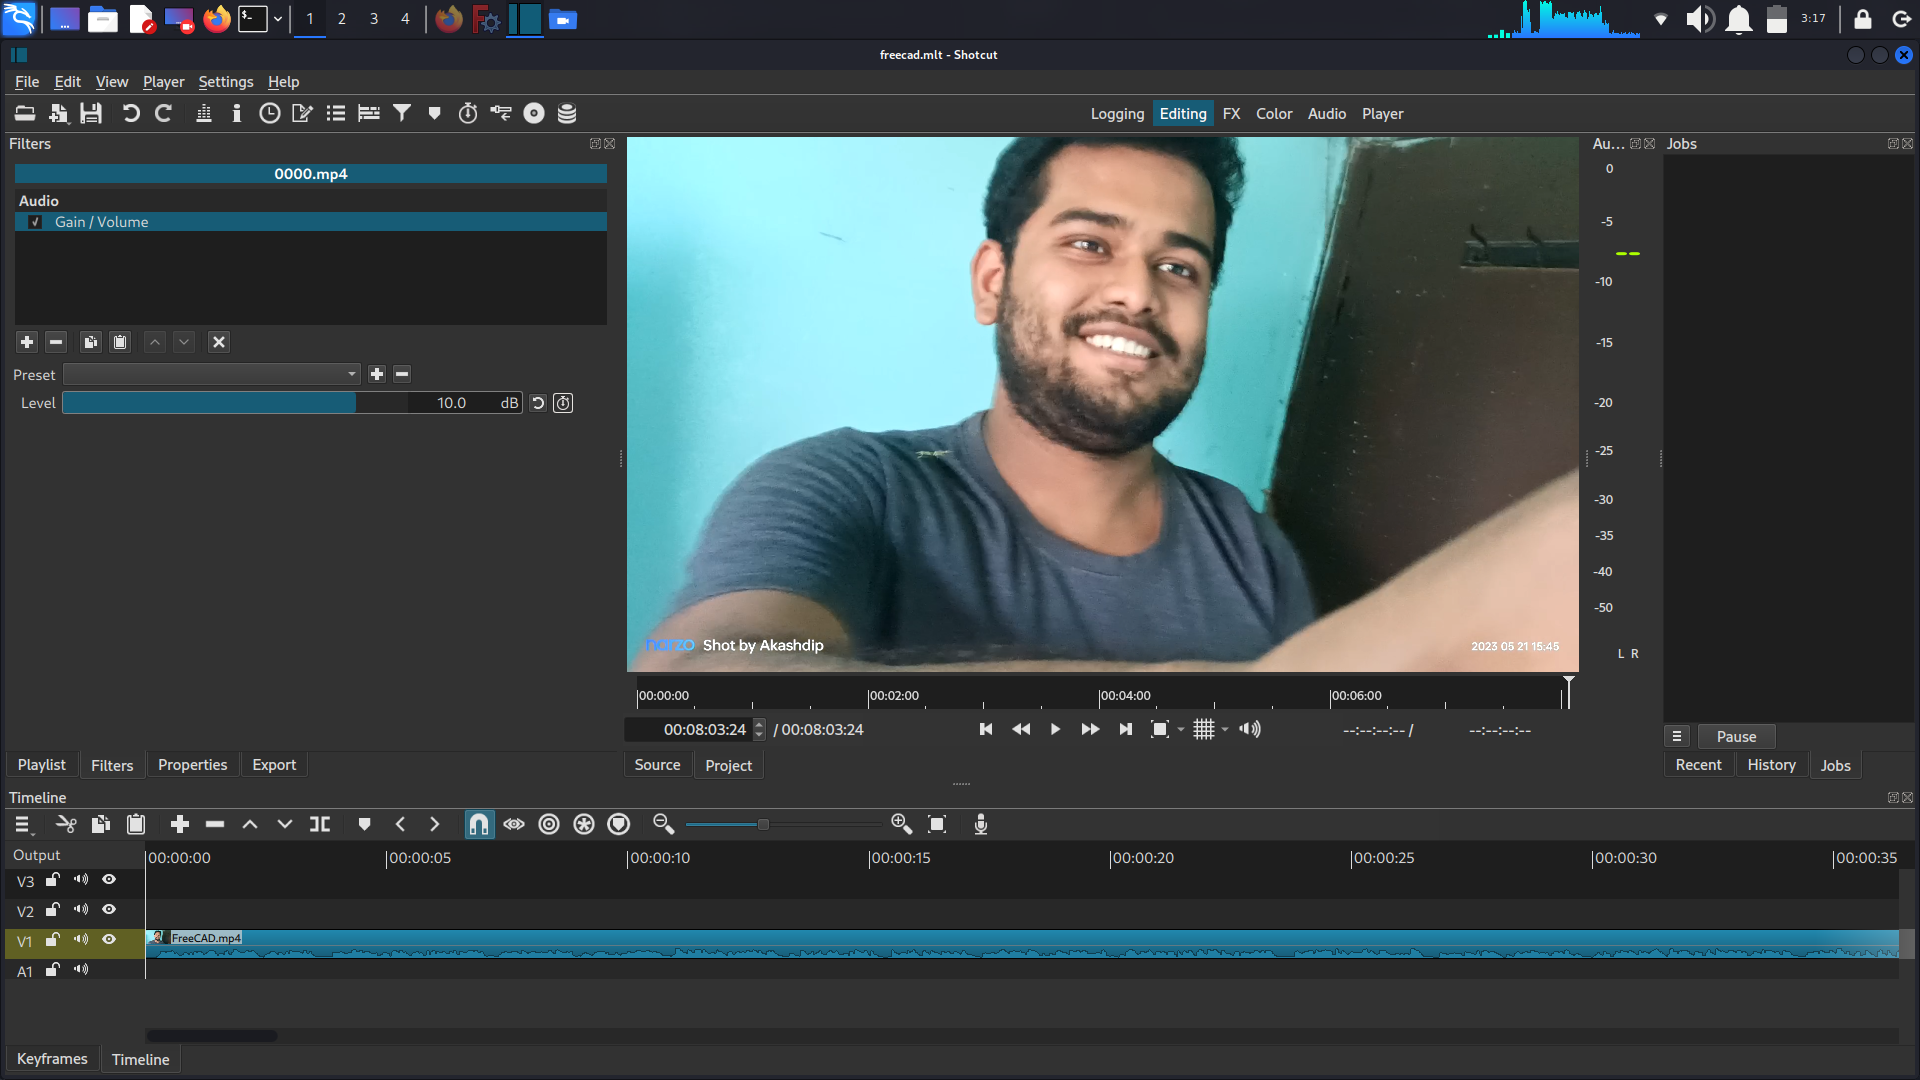 1 2 3 4 3:17
freecad.mlt - Shotcut
File Edit View Player Settings Help
Logging Editing FX Color Audio Player
Filters
0000.mp4
Audio
Gain / Volume
Preset
Level 10.0 dB
narzo Shot by Akashdip
2023 05 21 15:45
Au...
0
-5
-10
-15
-20
-25
-30
-35
-40
-50
L R
Jobs
00:00:00 00:02:00 00:04:00 00:06:00
00:08:03:24 / 00:08:03:24 --:--:--:-- / --:--:--:--
Pause
Playlist Filters Properties Export
Source Project
Recent History Jobs
Timeline
Output 00:00:00 00:00:05 00:00:10 00:00:15 00:00:20 00:00:25 00:00:30 00:00:35
V3
V2
V1 FreeCAD.mp4
A1
Keyframes Timeline